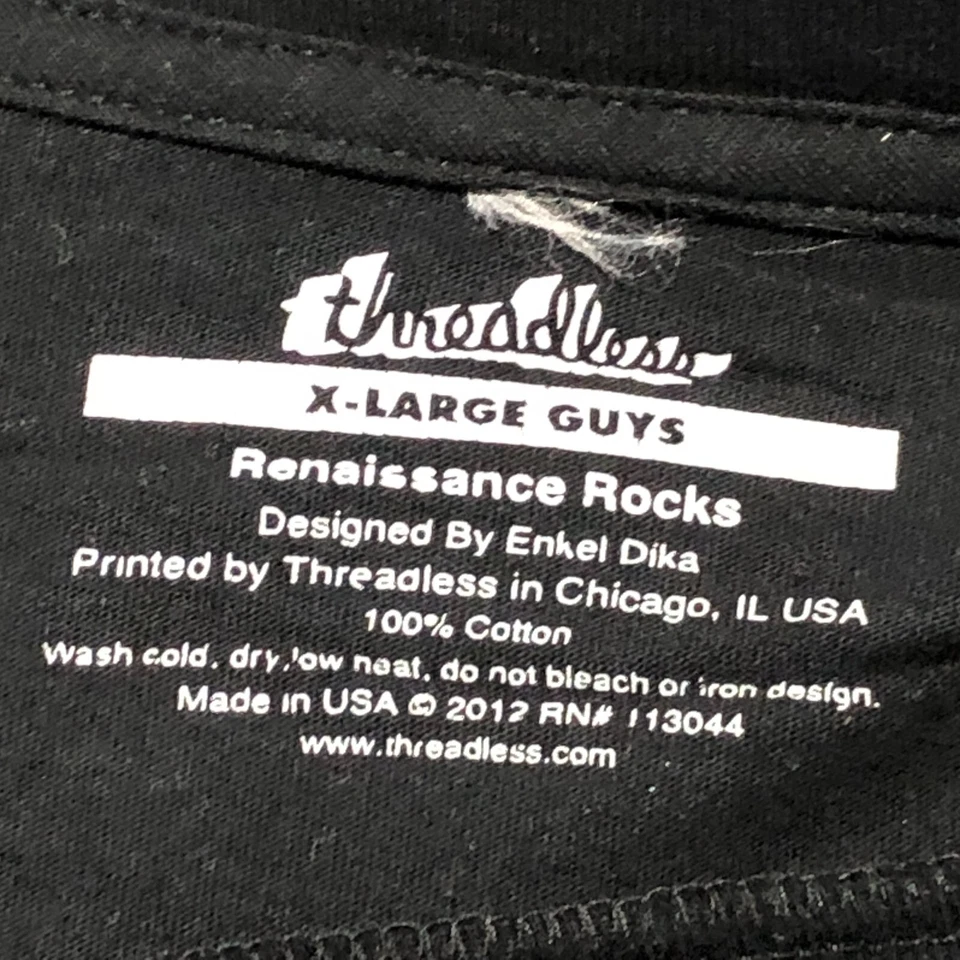 threadless
X-LARGE GUYS
Renaissance Rocks
Designed By Enkel Dika
Printed by Threadless in Chicago, IL USA
100% Cotton
Wash cold, dry low heat, do not bleach or iron design.
Made in USA © 2012 RN# 113044
www.threadless.com